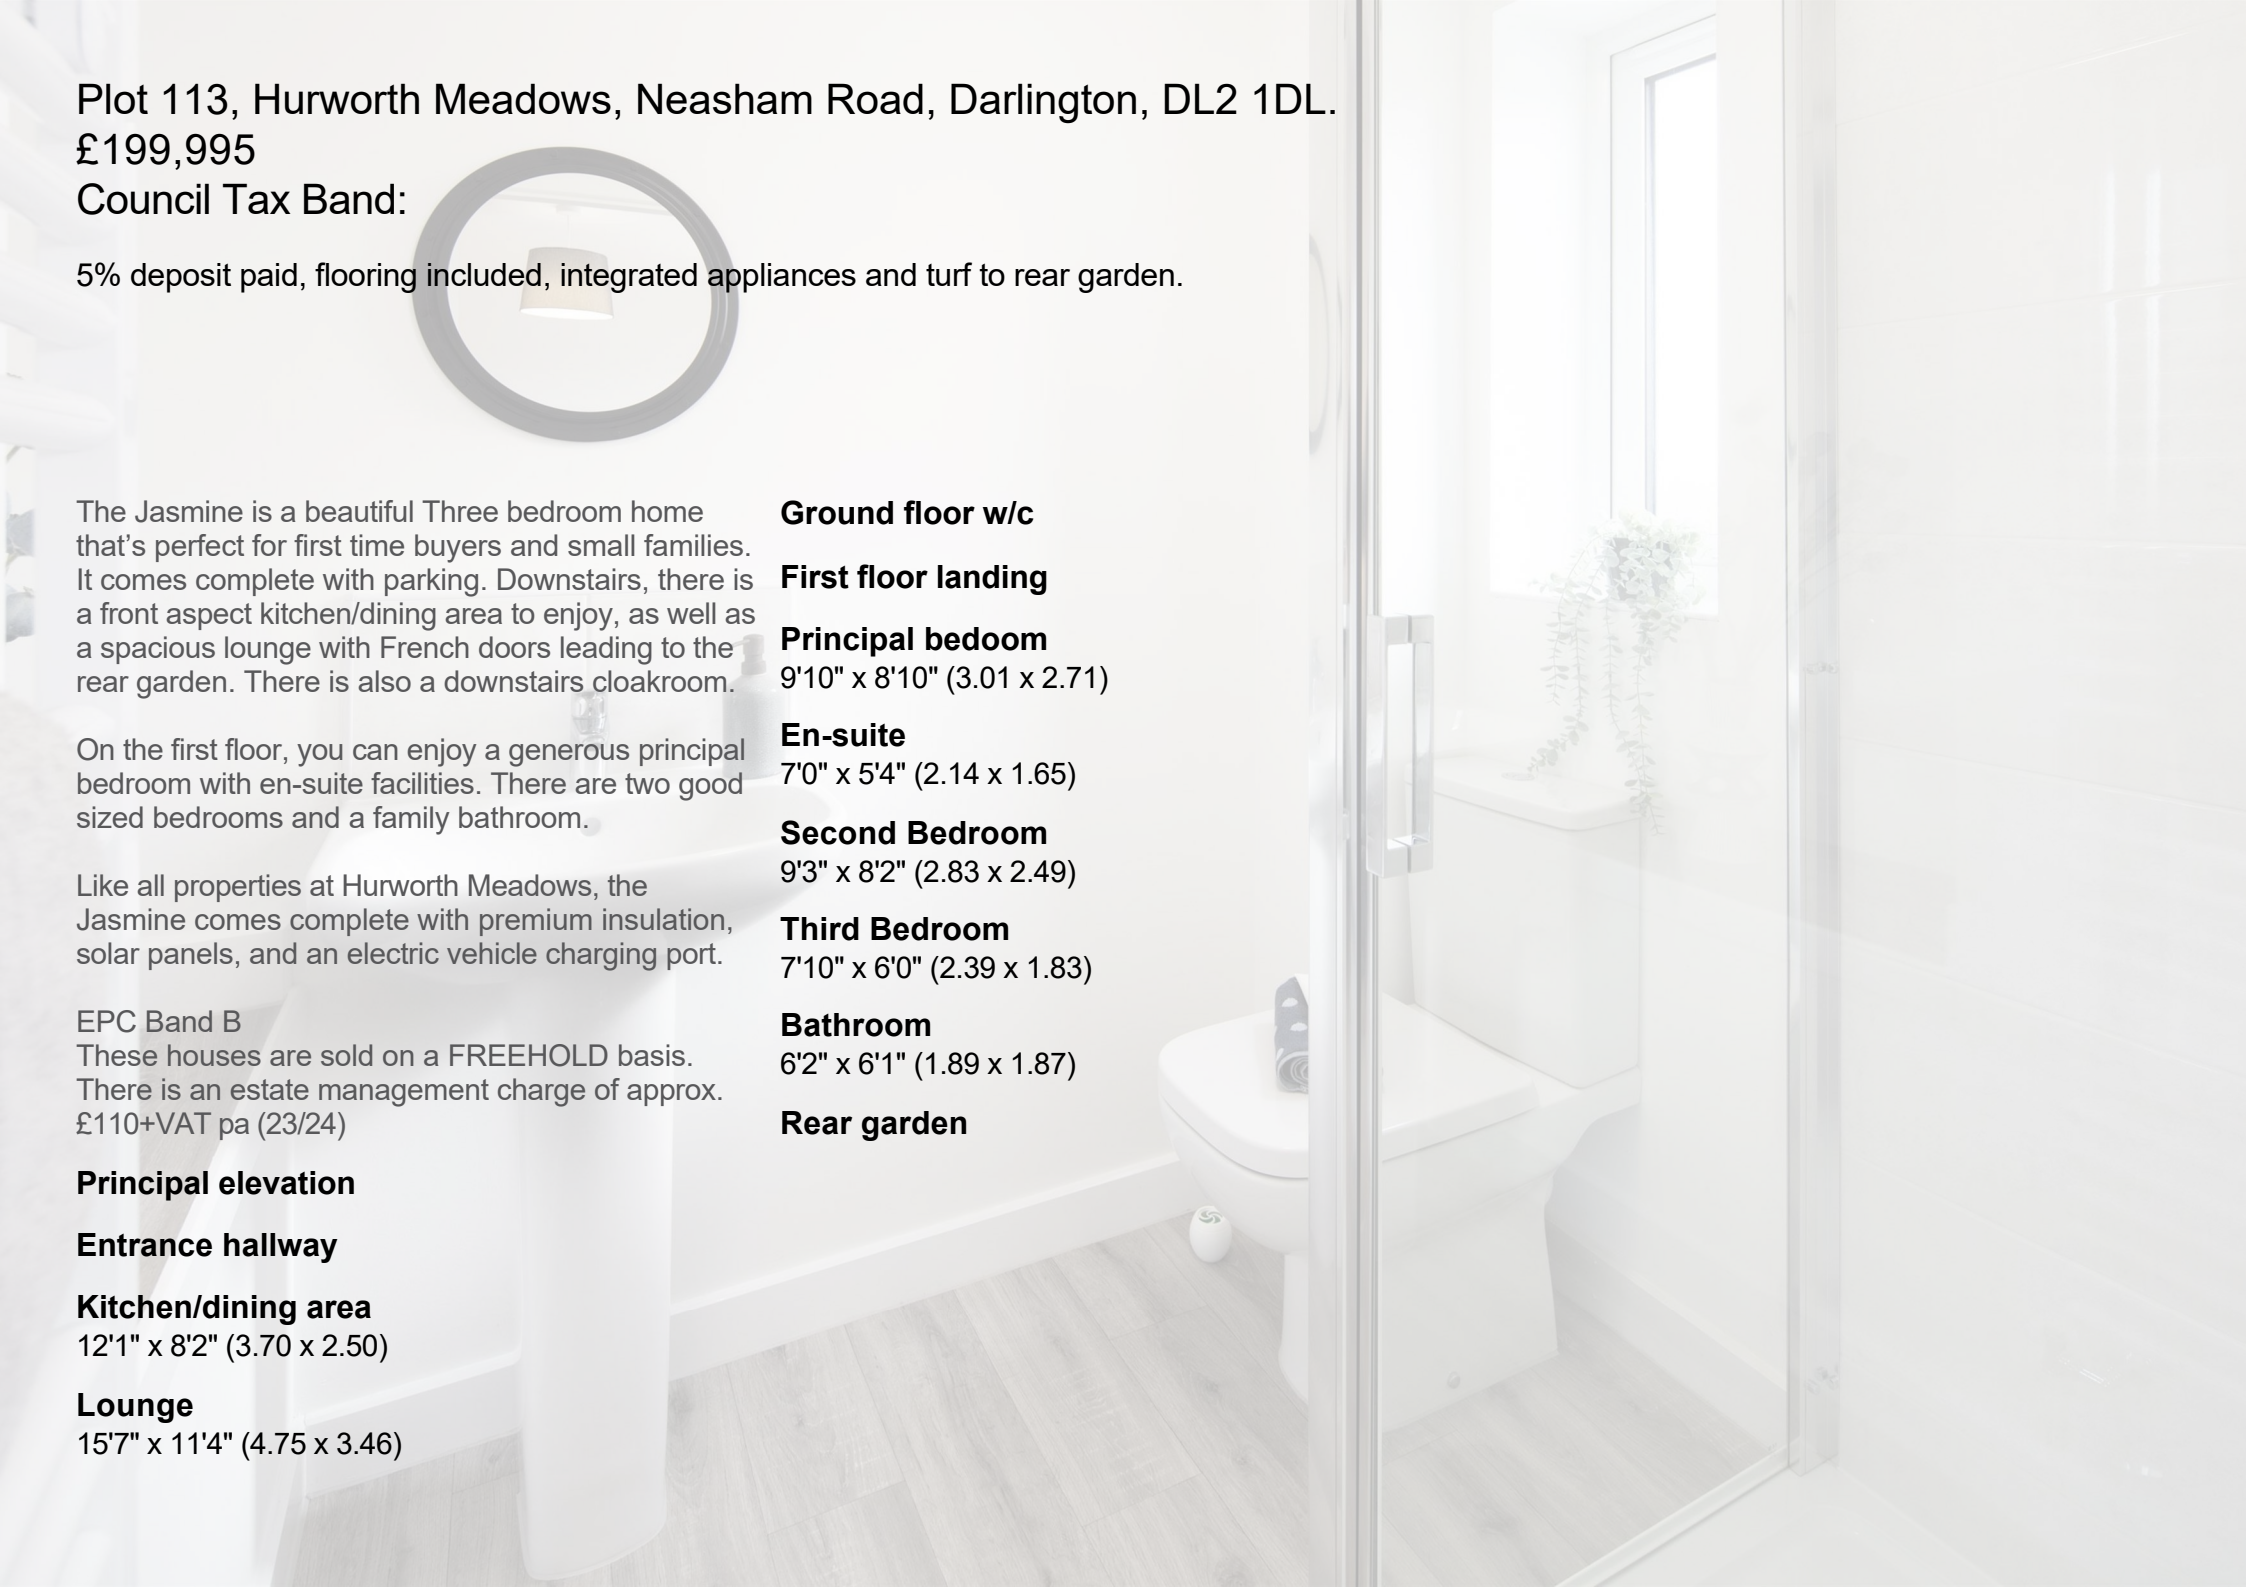 Plot 113, Hurworth Meadows, Neasham Road, Darlington, DL2 1DL.
£199,995
Council Tax Band:
5% deposit paid, flooring included, integrated appliances and turf to rear garden.
The Jasmine is a beautiful Three bedroom home
that’s perfect for first time buyers and small families.
It comes complete with parking. Downstairs, there is
a front aspect kitchen/dining area to enjoy, as well as
a spacious lounge with French doors leading to the
rear garden. There is also a downstairs cloakroom.
On the first floor, you can enjoy a generous principal
bedroom with en-suite facilities. There are two good
sized bedrooms and a family bathroom.
Like all properties at Hurworth Meadows, the
Jasmine comes complete with premium insulation,
solar panels, and an electric vehicle charging port.
EPC Band B
These houses are sold on a FREEHOLD basis.
There is an estate management charge of approx.
£110+VAT pa (23/24)
Principal elevation
Entrance hallway
Kitchen/dining area
12'1" x 8'2" (3.70 x 2.50)
Lounge
15'7" x 11'4" (4.75 x 3.46)
Ground floor w/c
First floor landing
Principal bedoom
9'10" x 8'10" (3.01 x 2.71)
En-suite
7'0" x 5'4" (2.14 x 1.65)
Second Bedroom
9'3" x 8'2" (2.83 x 2.49)
Third Bedroom
7'10" x 6'0" (2.39 x 1.83)
Bathroom
6'2" x 6'1" (1.89 x 1.87)
Rear garden